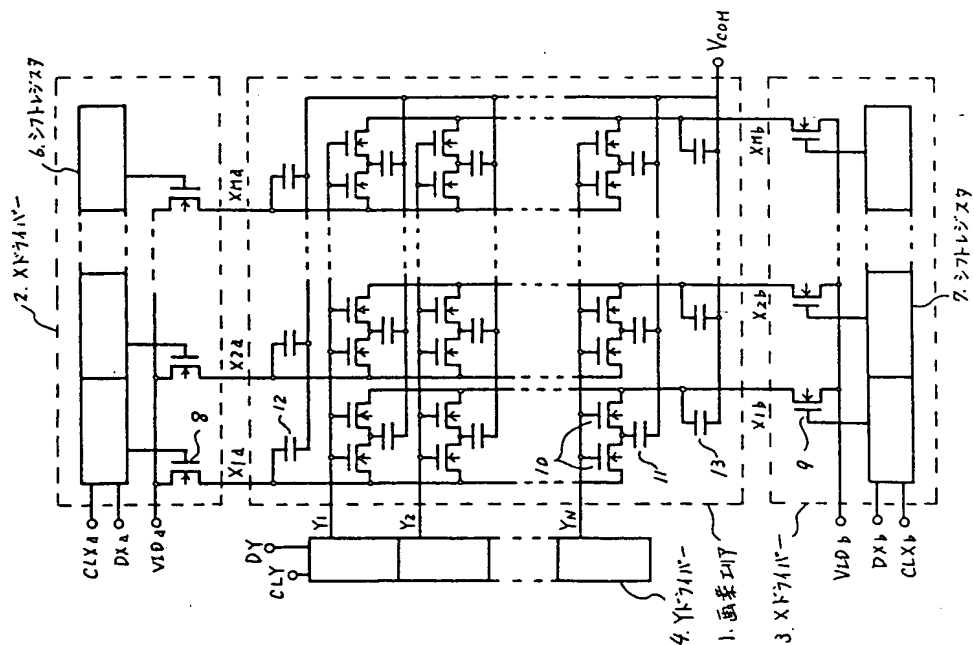 2. Xドライバー
6. シフトレジスタ
CLXa
DXa
VIDa
8
X1a
X2a
XMa
12
DY
CLY
Y1
Y2
YN
10
11
13
VCOM
4. Yドライバー
1. 画素エリア
3. Xドライバー
X1b
X2b
XMb
9
VIDb
DXb
CLXb
7. シフトレジスタ